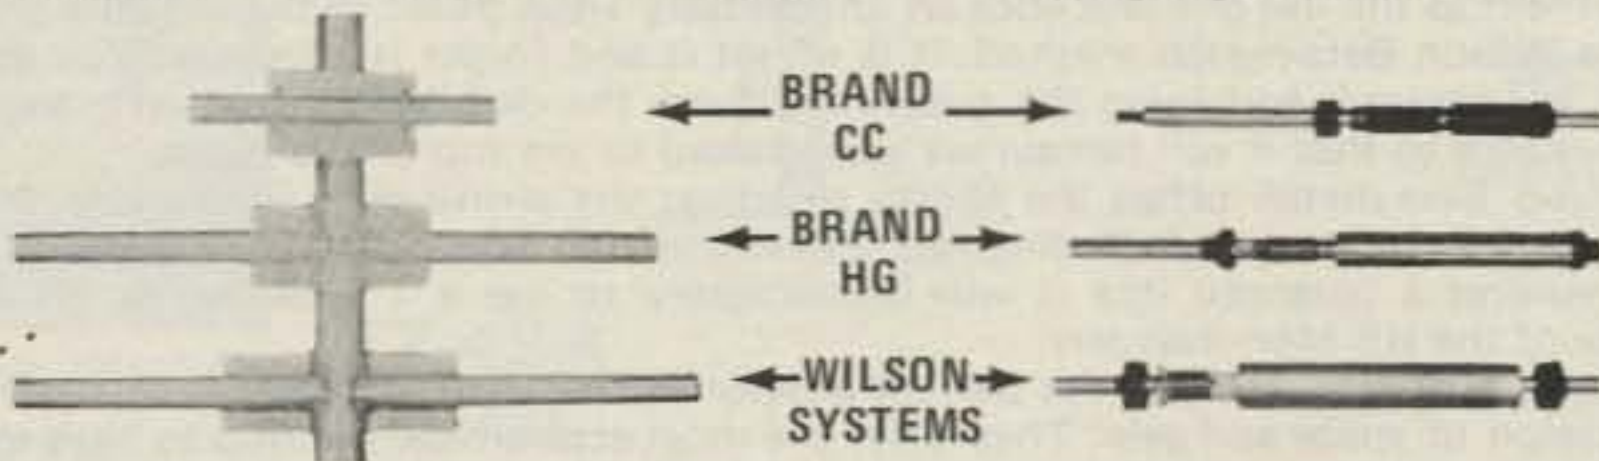 BRAND
CC
BRAND
HG
WILSON
SYSTEMS